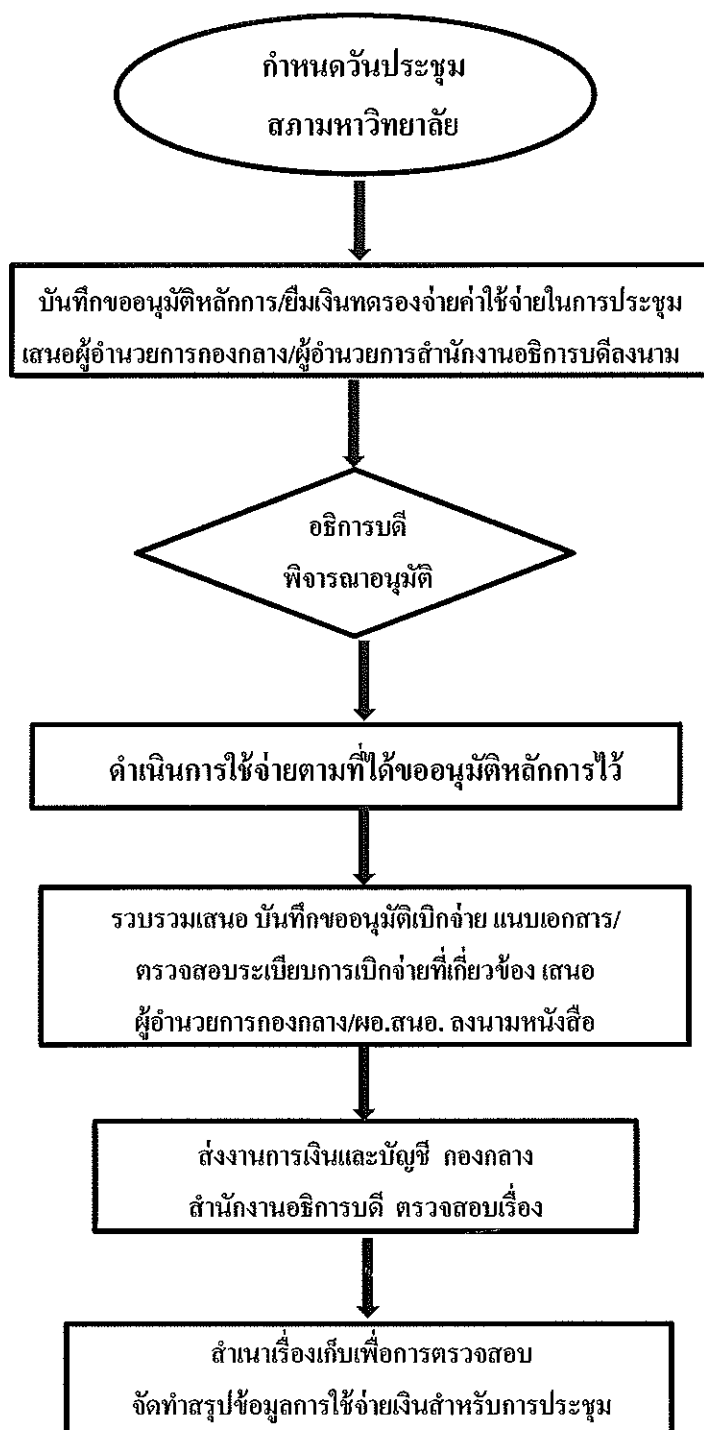 กำหนดวันประชุม
สภามหาวิทยาลัย
บันทึกขออนุมัติหลักการ/ยืมเงินทดรองจ่ายค่าใช้จ่ายในการประชุม
เสนอผู้อำนวยการกองกลาง/ผู้อำนวยการสำนักงานอธิการบดีลงนาม
อธิการบดี
พิจารณาอนุมัติ
ดำเนินการใช้จ่ายตามที่ได้ขออนุมัติหลักการไว้
รวบรวมเสนอ บันทึกขออนุมัติเบิกจ่าย แนบเอกสาร/
ตรวจสอบระเบียบการเบิกจ่ายที่เกี่ยวข้อง เสนอ
ผู้อำนวยการกองกลาง/ผอ.สนอ. ลงนามหนังสือ
ส่งงานการเงินและบัญชี กองกลาง
สำนักงานอธิการบดี ตรวจสอบเรื่อง
สำเนาเรื่องเก็บเพื่อการตรวจสอบ
จัดทำสรุปข้อมูลการใช้จ่ายเงินสำหรับการประชุม